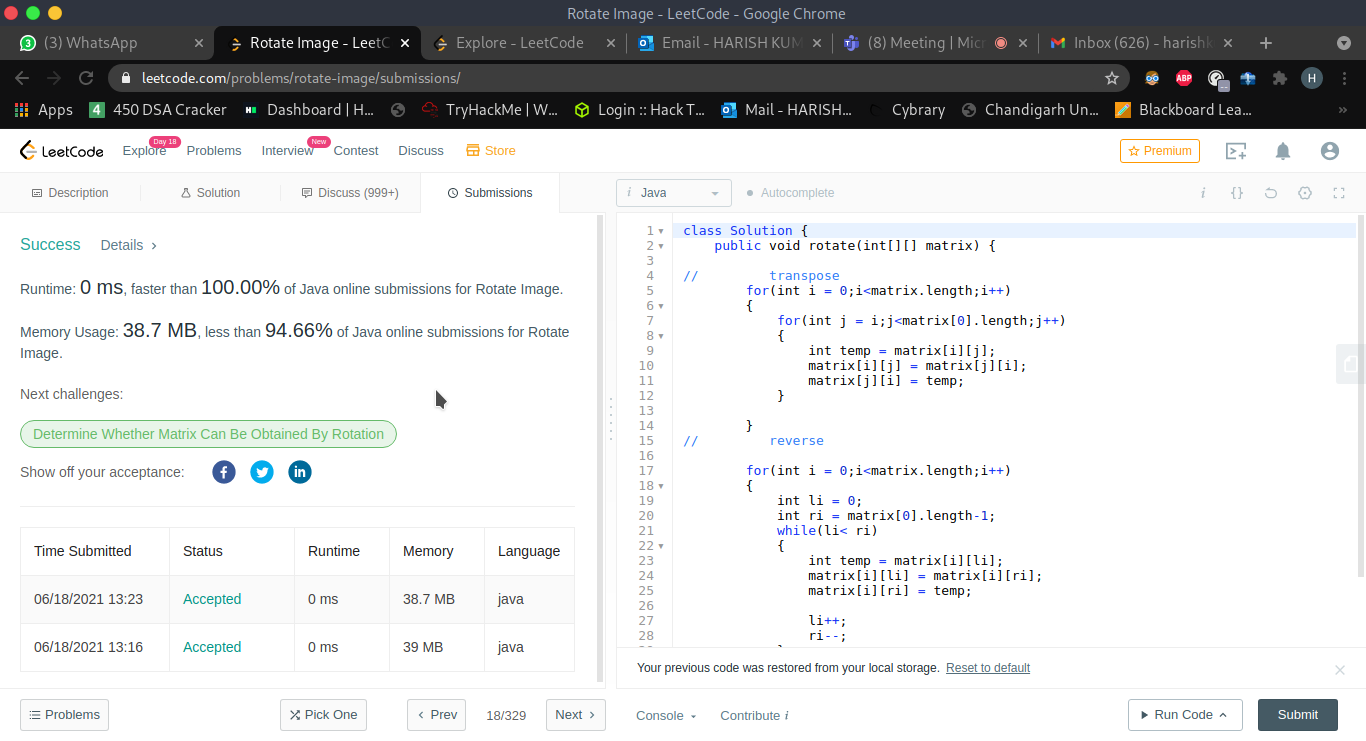 Rotate Image - LeetCode - Google Chrome
(3) WhatsApp
Rotate Image - LeetC
Explore - LeetCode
Email - HARISH KUM
(8) Meeting | Micr
Inbox (626) - harishk
leetcode.com/problems/rotate-image/submissions/
ABP
H
Apps
4 450 DSA Cracker
Dashboard | H...
TryHackMe | W...
Login :: Hack T...
Mail - HARISH...
Cybrary
Chandigarh Un...
Blackboard Lea...
»
LeetCode
Explore
Day 18
Problems
Interview
New
Contest
Discuss
Store
Premium
Description
Solution
Discuss (999+)
Submissions
i Java
Autocomplete
i {}
Success Details >
Runtime: 0 ms, faster than 100.00% of Java online submissions for Rotate Image.
Memory Usage: 38.7 MB, less than 94.66% of Java online submissions for Rotate
Image.
Next challenges:
Determine Whether Matrix Can Be Obtained By Rotation
Show off your acceptance:
Time Submitted Status Runtime Memory Language
06/18/2021 13:23 Accepted 0 ms 38.7 MB java
06/18/2021 13:16 Accepted 0 ms 39 MB java
1 class Solution {
2 public void rotate(int[][] matrix) {
3
4 // transpose
5 for(int i = 0;i<matrix.length;i++)
6 {
7 for(int j = i;j<matrix[0].length;j++)
8 {
9 int temp = matrix[i][j];
10 matrix[i][j] = matrix[j][i];
11 matrix[j][i] = temp;
12 }
13
14 }
15 // reverse
16
17 for(int i = 0;i<matrix.length;i++)
18 {
19 int li = 0;
20 int ri = matrix[0].length-1;
21 while(li< ri)
22 {
23 int temp = matrix[i][li];
24 matrix[i][li] = matrix[i][ri];
25 matrix[i][ri] = temp;
26
27 li++;
28 ri--;
Your previous code was restored from your local storage. Reset to default
Problems
Pick One
< Prev
18/329
Next >
Console
Contribute i
Run Code
Submit